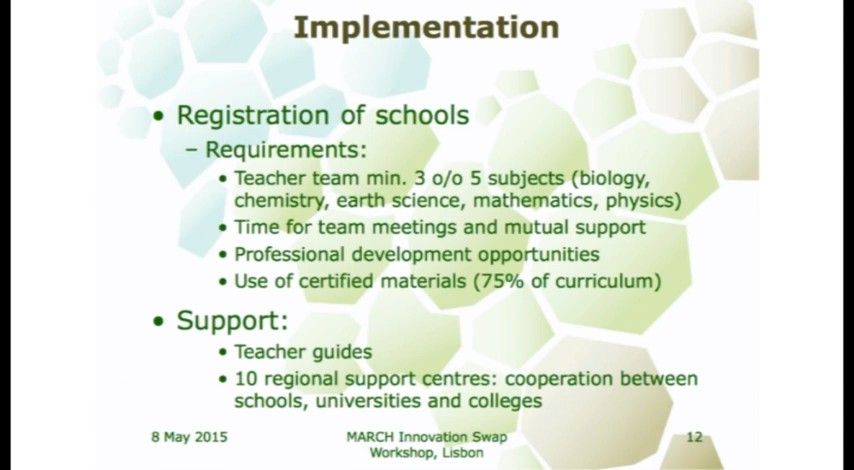 Implementation
• Registration of schools
– Requirements:
• Teacher team min. 3 o/o 5 subjects (biology,
chemistry, earth science, mathematics, physics)
• Time for team meetings and mutual support
• Professional development opportunities
• Use of certified materials (75% of curriculum)
• Support:
• Teacher guides
• 10 regional support centres: cooperation between
schools, universities and colleges
8 May 2015 MARCH Innovation Swap 12
Workshop, Lisbon